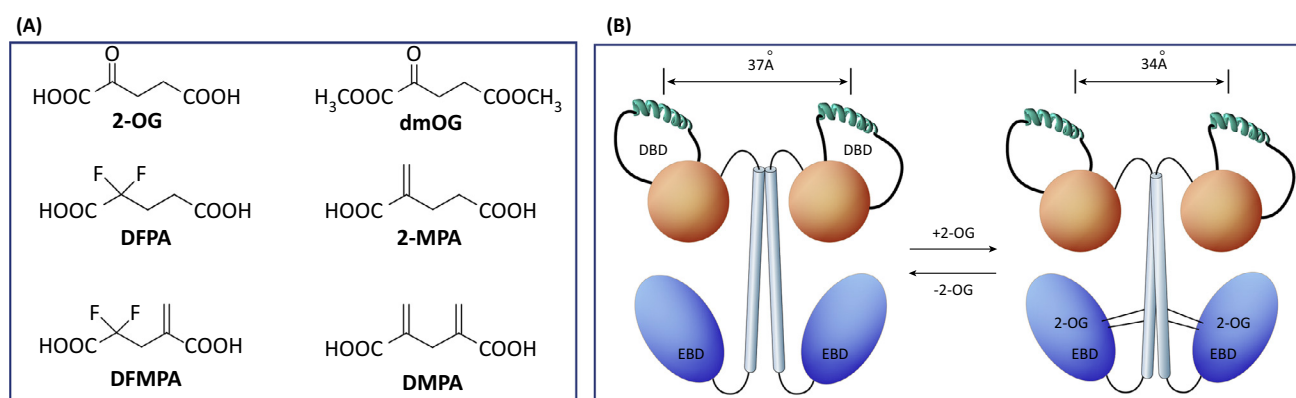 (A)
O
HOOC COOH
2-OG
O
H3COOC COOCH3
dmOG
F F
HOOC COOH
DFPA
HOOC COOH
2-MPA
F F
HOOC COOH
DFMPA
HOOC COOH
DMPA
(B)
37Å
DBD DBD
EBD EBD
+2-OG
-2-OG
34Å
2-OG 2-OG
EBD EBD